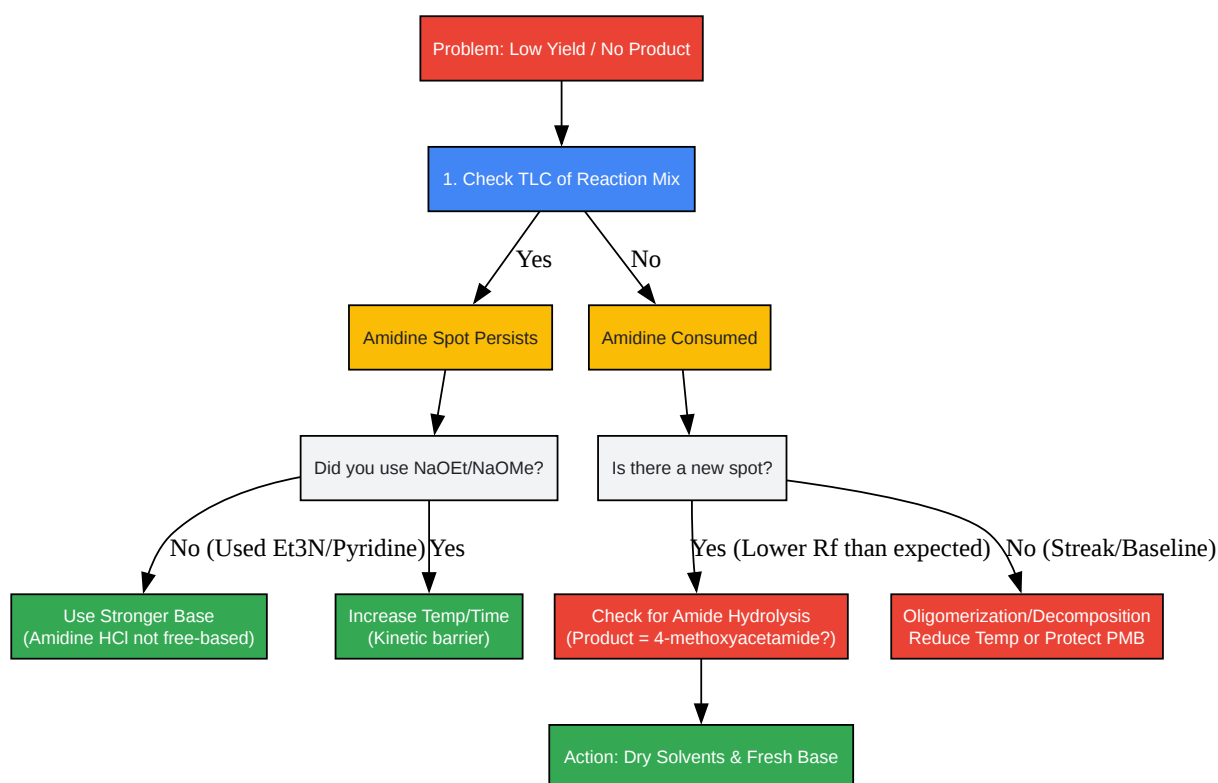 Problem: Low Yield / No Product
1. Check TLC of Reaction Mix
Yes
No
Amidine Spot Persists
Amidine Consumed
Did you use NaOEt/NaOMe?
Is there a new spot?
No (Used Et3N/Pyridine)
Yes
Yes (Lower Rf than expected)
No (Streak/Baseline)
Use Stronger Base
(Amidine HCl not free-based)
Increase Temp/Time
(Kinetic barrier)
Check for Amide Hydrolysis
(Product = 4-methoxyacetamide?)
Oligomerization/Decomposition
Reduce Temp or Protect PMB
Action: Dry Solvents & Fresh Base